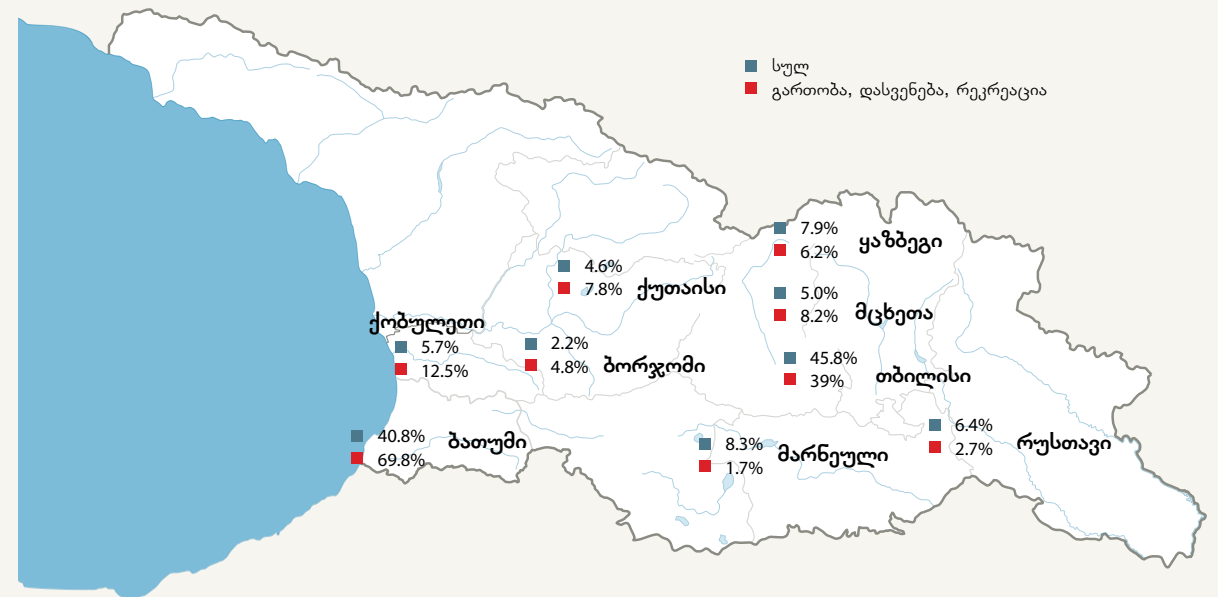 სულ
გართობა, დასვენება, რეკრეაცია
7.9%
6.2%
ყაზბეგი
4.6%
7.8%
ქუთაისი
5.0%
8.2%
მცხეთა
ქობულეთი
5.7%
12.5%
2.2%
4.8%
ბორჯომი
45.8%
39%
თბილისი
40.8%
69.8%
ბათუმი
8.3%
1.7%
მარნეული
6.4%
2.7%
რუსთავი